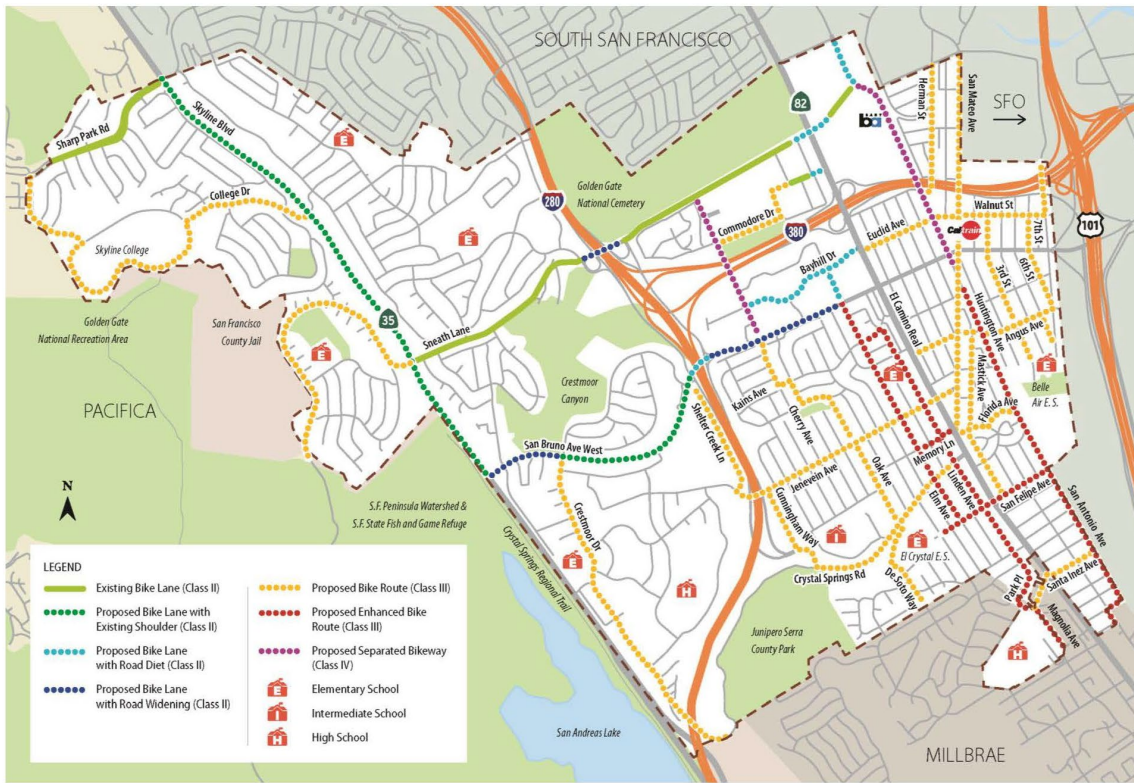 SOUTH SAN FRANCISCO
SFO
82
ba
Herman St
San Mateo Ave
Sharp Park Rd
Skyline Blvd
E
280
Golden Gate
National Cemetery
College Dr
Commodore Dr
380
Walnut St
101
Skyline College
E
Euclid Ave
Caltrain
7th St
Bayhill Dr
3rd St
6th St
35
Sneath Lane
San Francisco
County Jail
Golden Gate
National Recreation Area
El Camino Real
Huntington Ave
Angus Ave
E
Crestmoor
Canyon
E
Mastick Ave
E
Belle
Air E.S.
PACIFICA
Kains Ave
Shelter Creek Ln
Cherry Ave
Florida Ave
San Bruno Ave West
Memory Ln
Jenevein Ave
Oak Ave
Linden Ave
N
S.F. Peninsula Watershed &
S.F. State Fish and Game Refuge
Crestmoor Dr
Cunningham Way
Elm Ave
San Felipe Ave
San Antonio Ave
I
E
El Crystal E.S.
Crystal Springs Regional Trail
E
Crystal Springs Rd
De Soto Way
Park Pl
Santa Inez Ave
H
Magnolia Ave
Junipero Serra
County Park
H
San Andreas Lake
MILLBRAE
LEGEND
Existing Bike Lane (Class II)
Proposed Bike Lane with
Existing Shoulder (Class II)
Proposed Bike Lane
with Road Diet (Class II)
Proposed Bike Lane
with Road Widening (Class II)
Proposed Bike Route (Class III)
Proposed Enhanced Bike
Route (Class III)
Proposed Separated Bikeway
(Class IV)
E Elementary School
I Intermediate School
H High School